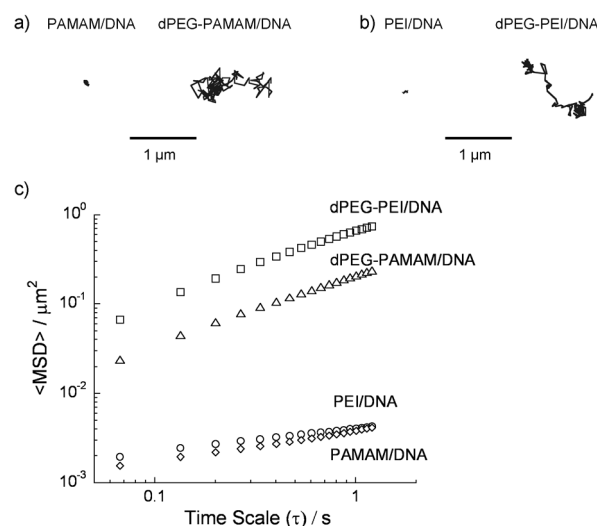 a) PAMAM/DNA dPEG-PAMAM/DNA b) PEI/DNA dPEG-PEI/DNA
1 µm 1 µm
c)
10⁰
10⁻¹
10⁻²
10⁻³
<MSD> / µm²
dPEG-PEI/DNA
dPEG-PAMAM/DNA
PEI/DNA
PAMAM/DNA
0.1 1
Time Scale (τ) / s